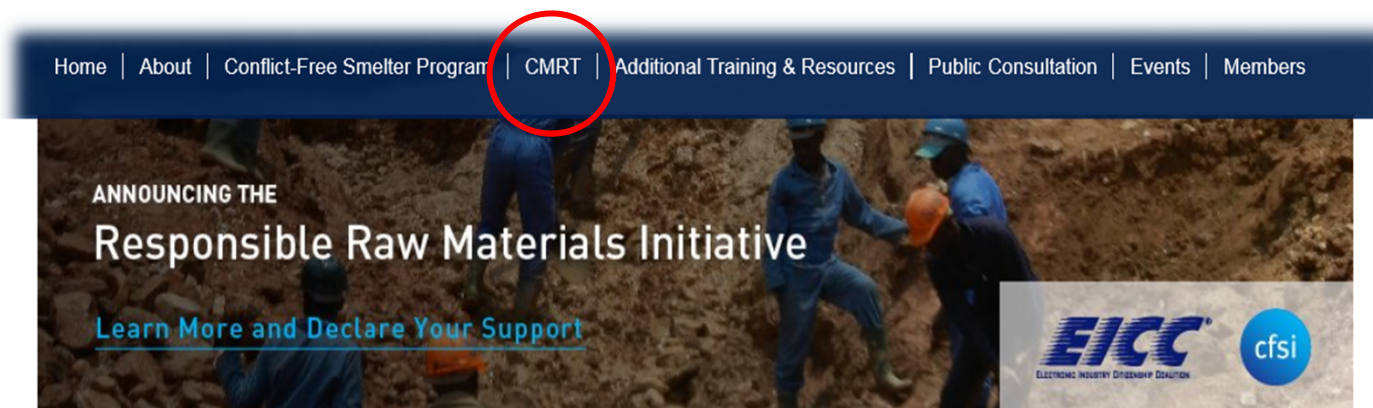 Home | About | Conflict-Free Smelter Program | CMRT | Additional Training & Resources | Public Consultation | Events | Members
ANNOUNCING THE
Responsible Raw Materials Initiative
Learn More and Declare Your Support
EICC®
ELECTRONIC INDUSTRY CITIZENSHIP COALITION
cfsi